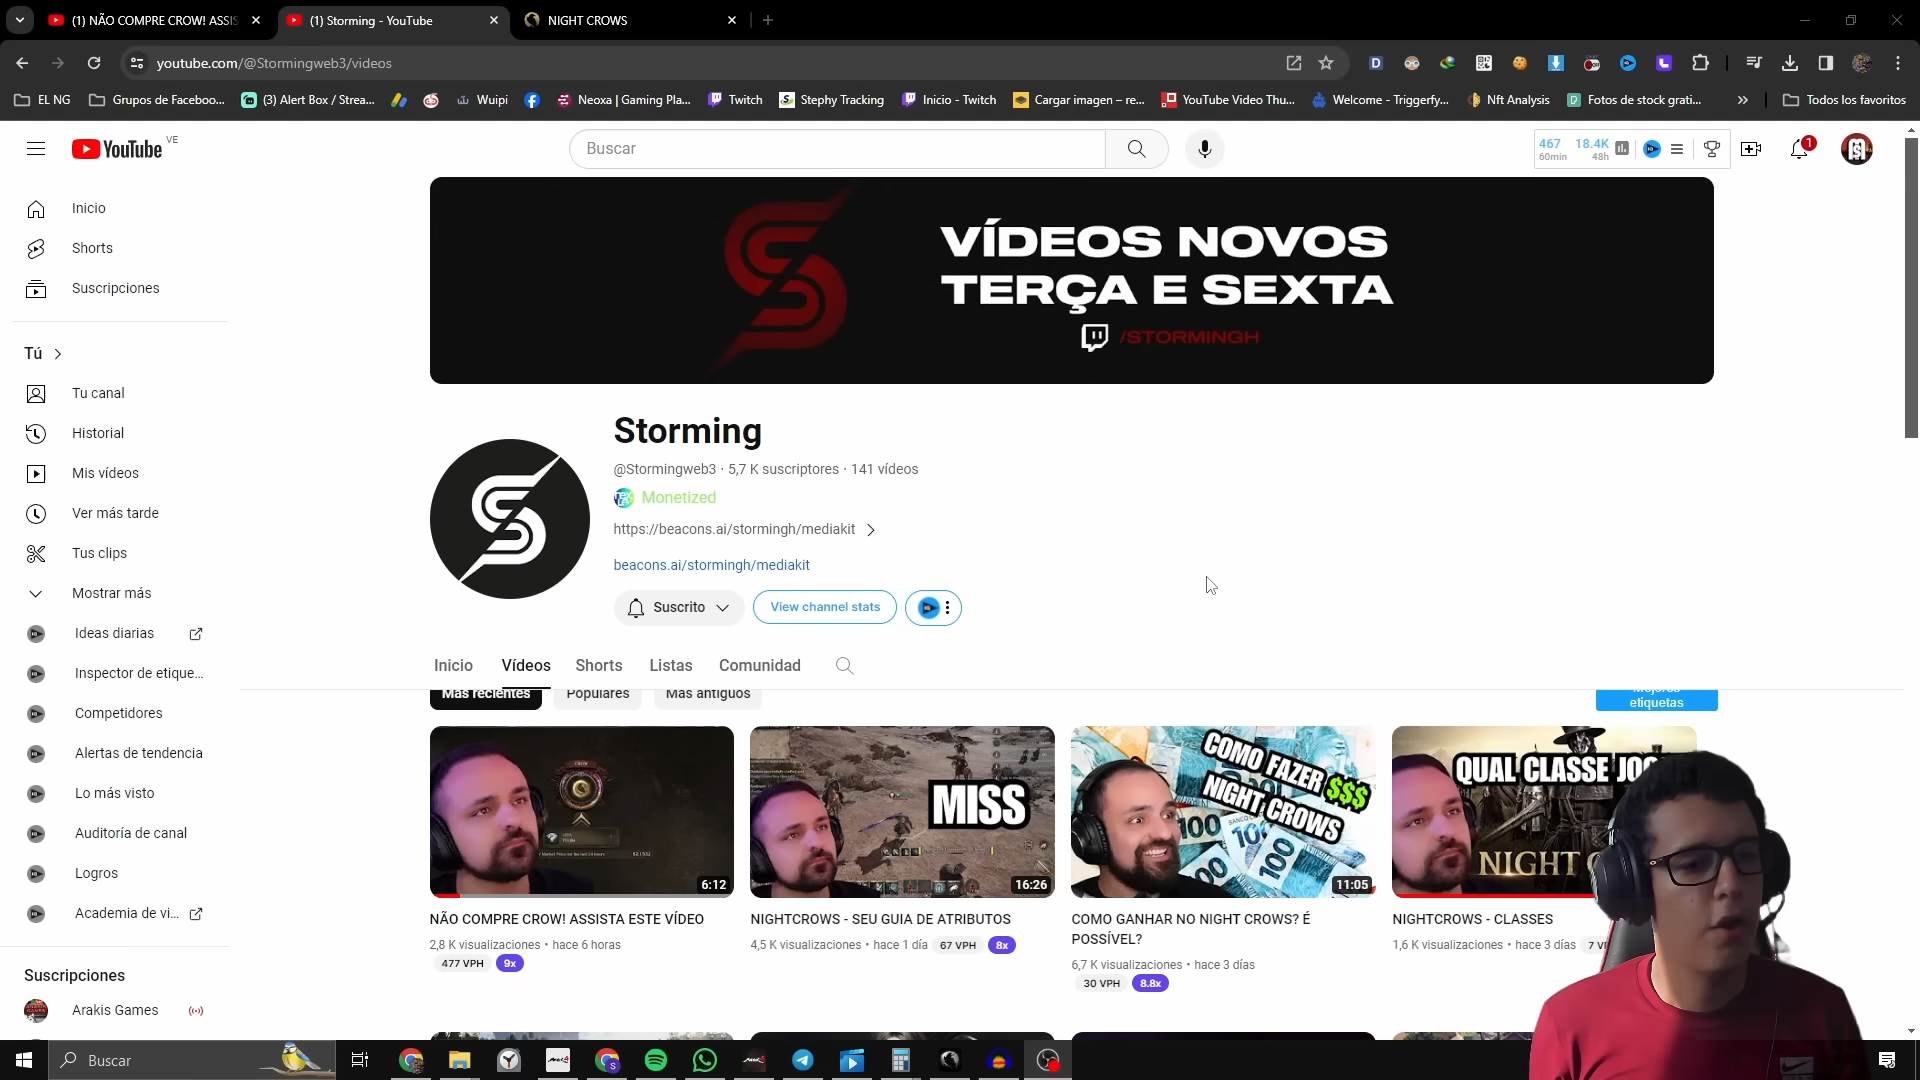 (1) NÃO COMPRE CROW! ASSIS
(1) Storming - YouTube
NIGHT CROWS
youtube.com/@Stormingweb3/videos
EL NG
Grupos de Faceboo...
(3) Alert Box / Strea...
Wuipi
Neoxa | Gaming Pla...
Twitch
Stephy Tracking
Inicio - Twitch
Cargar imagen – re...
YouTube Video Thu...
Welcome - Triggerfy...
Nft Analysis
Fotos de stock grati...
Todos los favoritos
YouTube VE
Buscar
467
60min
18.4K
48h
1
Inicio
Shorts
Suscripciones
Tú
Tu canal
Historial
Mis vídeos
Ver más tarde
Tus clips
Mostrar más
Ideas diarias
Inspector de etique...
Competidores
Alertas de tendencia
Lo más visto
Auditoría de canal
Logros
Academia de vi...
Suscripciones
Arakis Games
VÍDEOS NOVOS
TERÇA E SEXTA
/STORMINGH
Storming
@Stormingweb3 · 5,7 K suscriptores · 141 vídeos
Monetized
https://beacons.ai/stormingh/mediakit
beacons.ai/stormingh/mediakit
Suscrito
View channel stats
Inicio
Vídeos
Shorts
Listas
Comunidad
Más recientes
Populares
Más antiguos
Mejores
etiquetas
6:12
NÃO COMPRE CROW! ASSISTA ESTE VÍDEO
2,8 K visualizaciones • hace 6 horas
477 VPH
9x
MISS
16:26
NIGHTCROWS - SEU GUIA DE ATRIBUTOS
4,5 K visualizaciones • hace 1 día
67 VPH
8x
COMO FAZER $$$
NIGHT CROWS
11:05
COMO GANHAR NO NIGHT CROWS? É
POSSÍVEL?
6,7 K visualizaciones • hace 3 días
30 VPH
8.8x
QUAL CLASSE JO
NIGHT
NIGHTCROWS - CLASSES
1,6 K visualizaciones • hace 3 días
7 V
Buscar